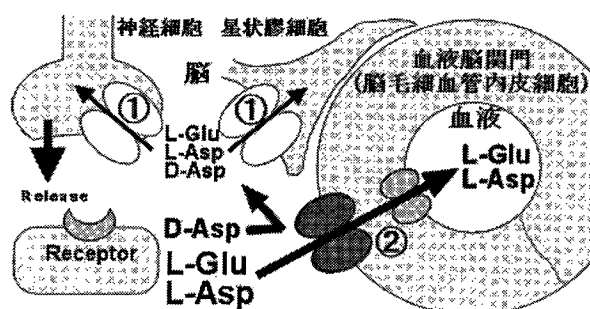 神経細胞 星状膠細胞
脳
血液脳関門
(脳毛細血管内皮細胞)
血液
①
①
L-Glu
L-Asp
D-Asp
L-Glu
L-Asp
Release
Receptor
D-Asp
②
L-Glu
L-Asp